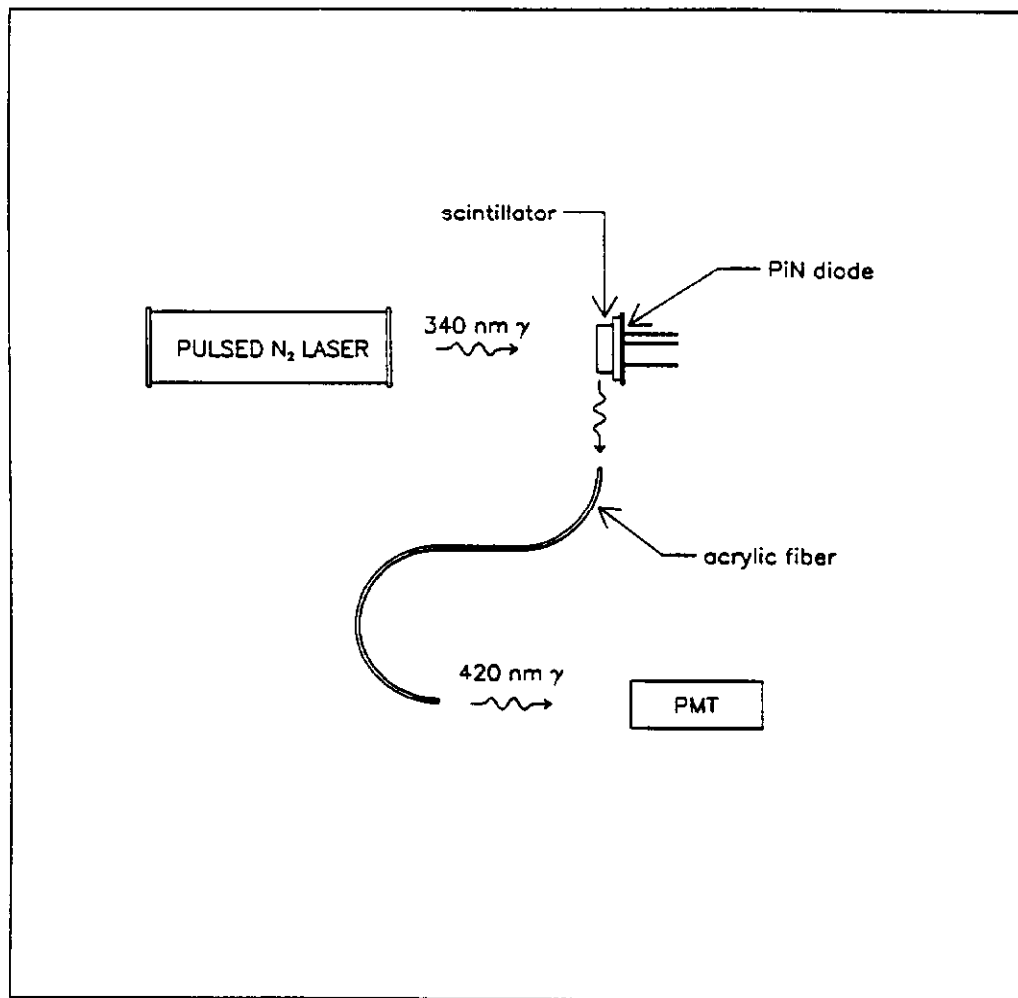 scintillator
PiN diode
340 nm γ
PULSED N₂ LASER
acrylic fiber
420 nm γ
PMT